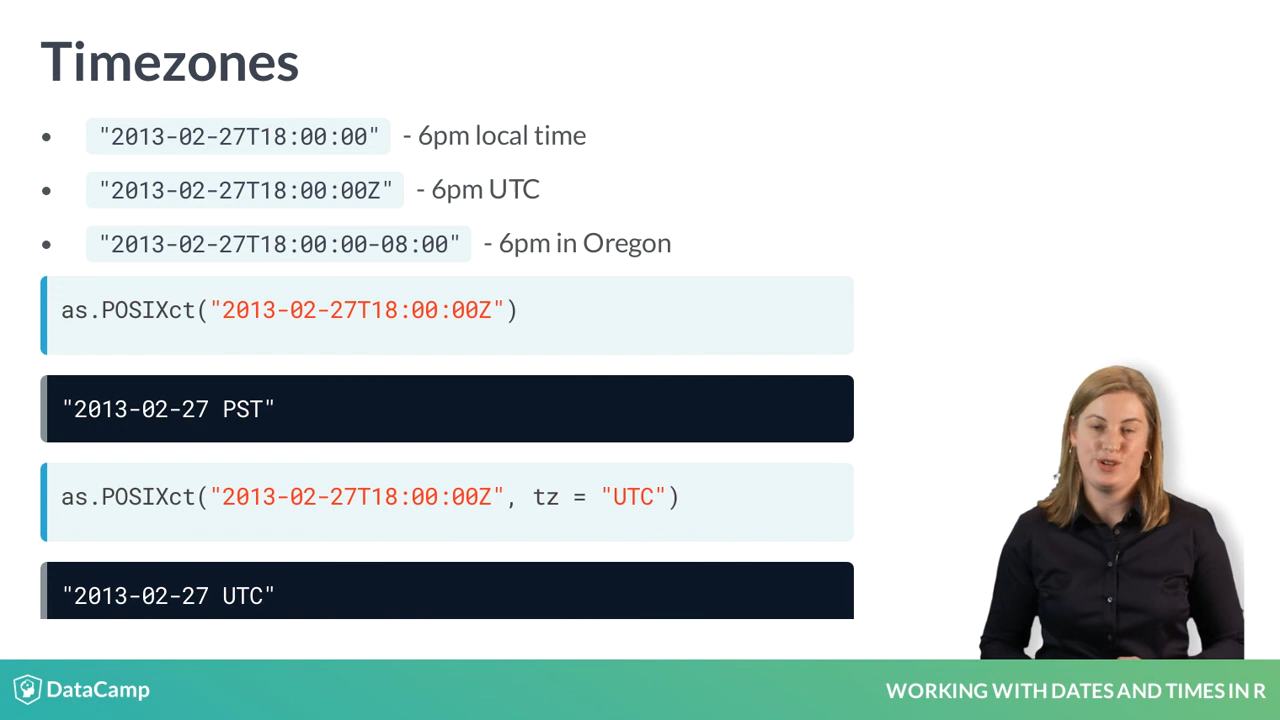 Timezones
• "2013-02-27T18:00:00" - 6pm local time
• "2013-02-27T18:00:00Z" - 6pm UTC
• "2013-02-27T18:00:00-08:00" - 6pm in Oregon
as.POSIXct("2013-02-27T18:00:00Z")
"2013-02-27 PST"
as.POSIXct("2013-02-27T18:00:00Z", tz = "UTC")
"2013-02-27 UTC"
DataCamp
WORKING WITH DATES AND TIMES IN R